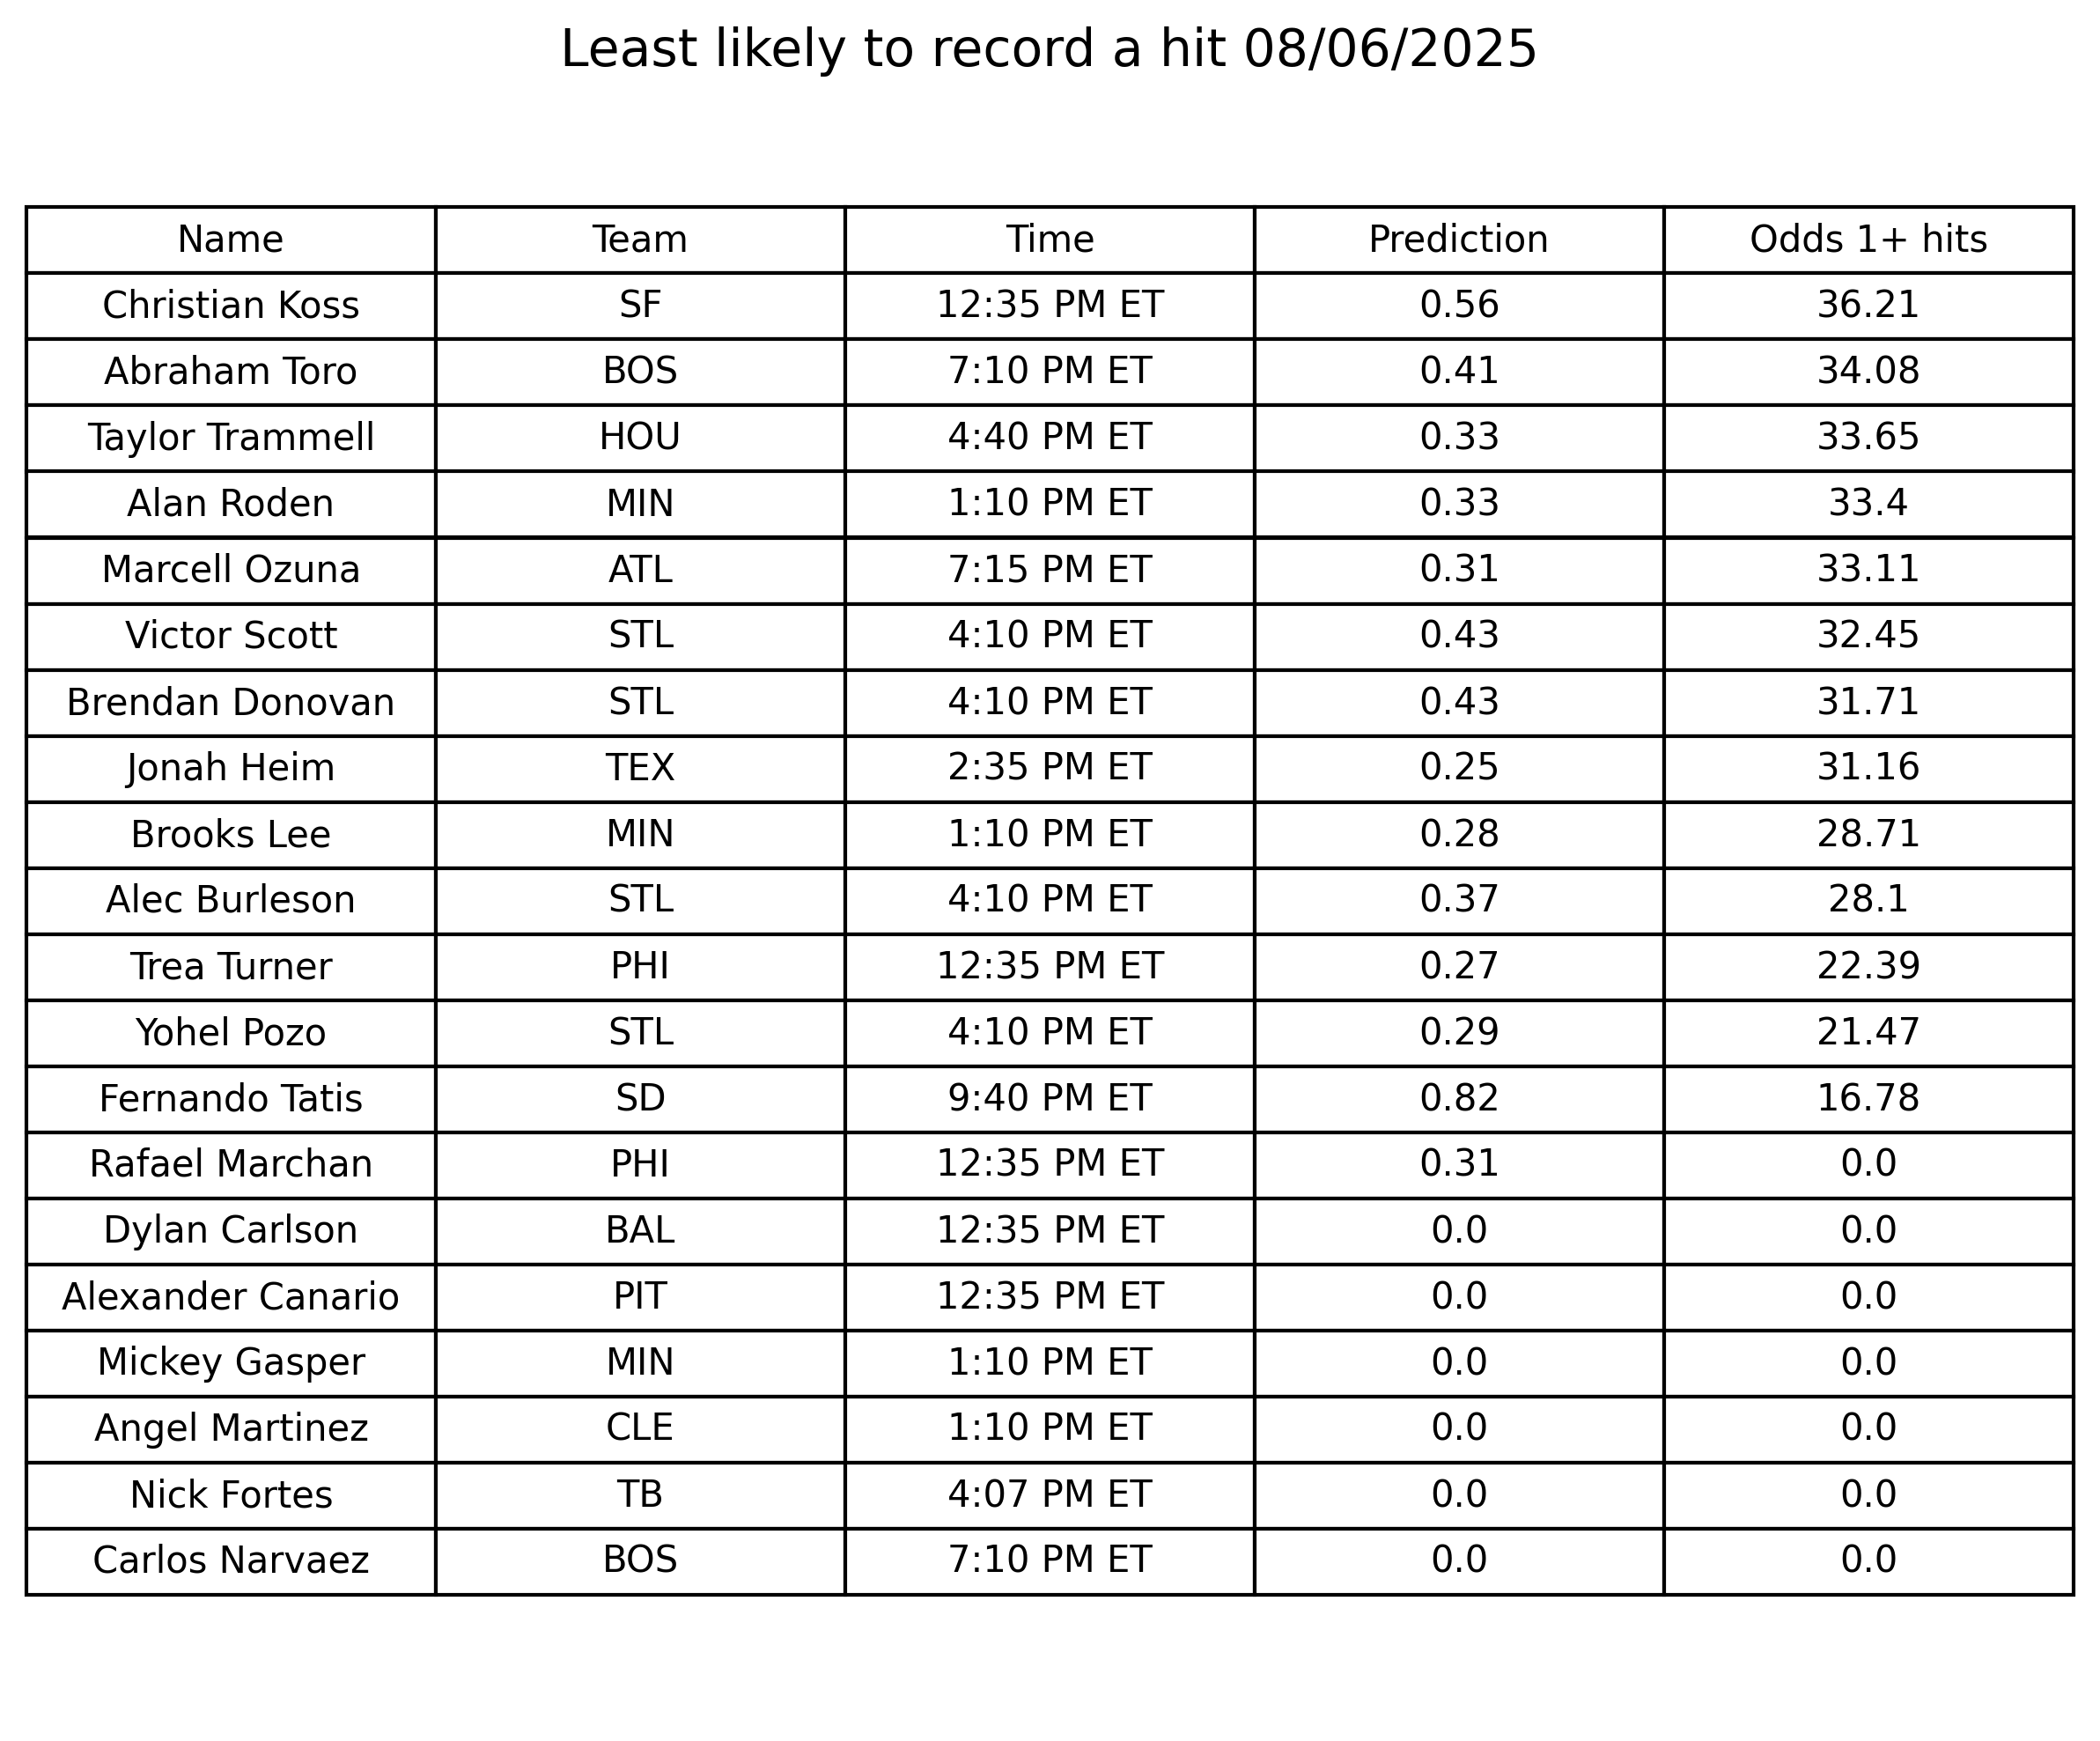 Least likely to record a hit 08/06/2025
Name Team Time Prediction Odds 1+ hits
Christian Koss SF 12:35 PM ET 0.56 36.21
Abraham Toro BOS 7:10 PM ET 0.41 34.08
Taylor Trammell HOU 4:40 PM ET 0.33 33.65
Alan Roden MIN 1:10 PM ET 0.33 33.4
Marcell Ozuna ATL 7:15 PM ET 0.31 33.11
Victor Scott STL 4:10 PM ET 0.43 32.45
Brendan Donovan STL 4:10 PM ET 0.43 31.71
Jonah Heim TEX 2:35 PM ET 0.25 31.16
Brooks Lee MIN 1:10 PM ET 0.28 28.71
Alec Burleson STL 4:10 PM ET 0.37 28.1
Trea Turner PHI 12:35 PM ET 0.27 22.39
Yohel Pozo STL 4:10 PM ET 0.29 21.47
Fernando Tatis SD 9:40 PM ET 0.82 16.78
Rafael Marchan PHI 12:35 PM ET 0.31 0.0
Dylan Carlson BAL 12:35 PM ET 0.0 0.0
Alexander Canario PIT 12:35 PM ET 0.0 0.0
Mickey Gasper MIN 1:10 PM ET 0.0 0.0
Angel Martinez CLE 1:10 PM ET 0.0 0.0
Nick Fortes TB 4:07 PM ET 0.0 0.0
Carlos Narvaez BOS 7:10 PM ET 0.0 0.0